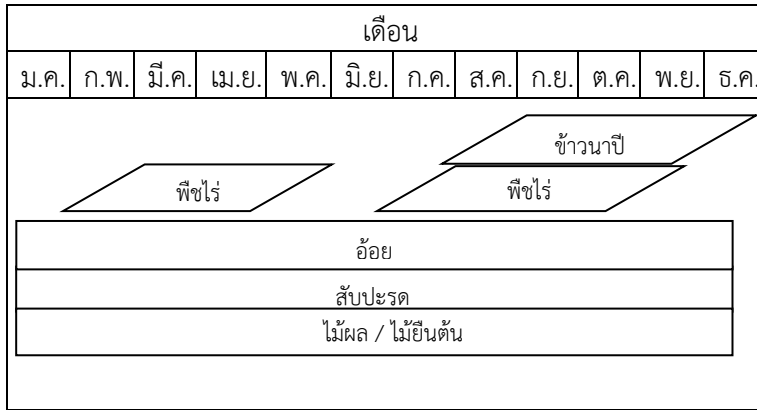 เดือน
ม.ค. ก.พ. มี.ค. เม.ย. พ.ค. มิ.ย. ก.ค. ส.ค. ก.ย. ต.ค. พ.ย. ธ.ค.
ข้าวนาปี
พืชไร่ พืชไร่
อ้อย
สับปะรด
ไม้ผล / ไม้ยืนต้น